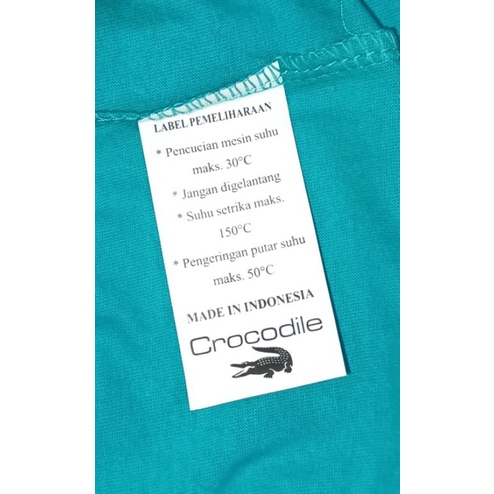 LABEL PEMELIHARAAN
* Pencucian mesin suhu
maks. 30°C
* Jangan digelantang
* Suhu setrika maks.
150°C
* Pengeringan putar suhu
maks. 50°C
MADE IN INDONESIA
Crocodile